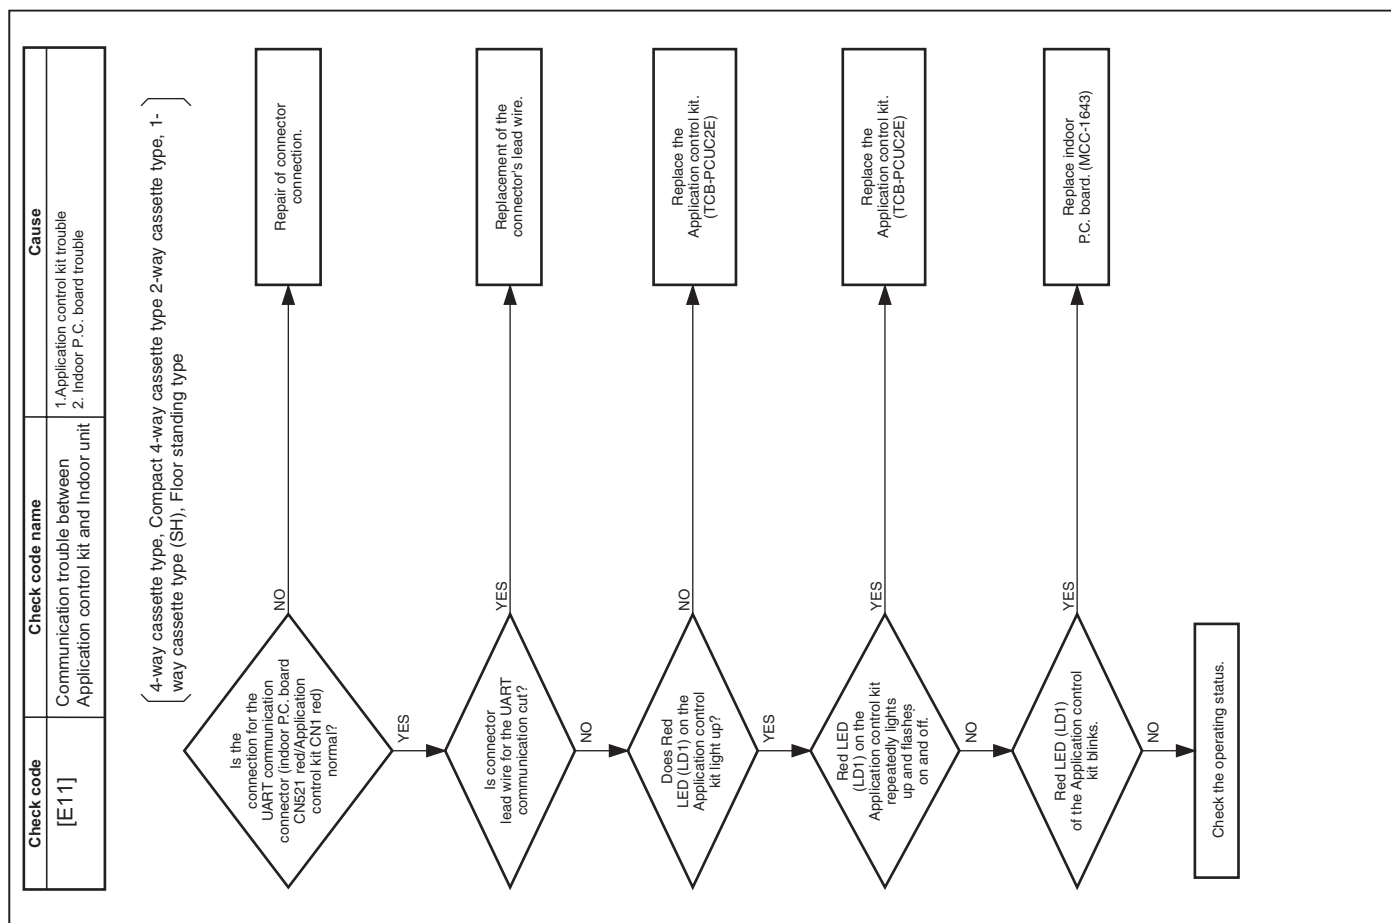 Check code
Check code name
Cause
[E11]
Communication trouble between
Application control kit and Indoor unit
1.Application control kit trouble
2. Indoor P.C. board trouble
4-way cassette type, Compact 4-way cassette type 2-way cassette type, 1-
way cassette type (SH), Floor standing type
Is the
connection for the
UART communication
connector (indoor P.C. board
CN521 red/Application
control kit CN1 red)
normal?
NO
Repair of connector
connection.
YES
Is connector
lead wire for the UART
communication cut?
YES
Replacement of the
connector's lead wire.
NO
Does Red
LED (LD1) on the
Application control
kit light up?
NO
Replace the
Application control kit.
(TCB-PCUC2E)
YES
Red LED
(LD1) on the
Application control kit
repeatedly lights
up and flashes
on and off.
YES
Replace the
Application control kit.
(TCB-PCUC2E)
NO
Red LED (LD1)
of the Application control
kit blinks.
YES
Replace indoor
P.C. board. (MCC-1643)
NO
Check the operating status.